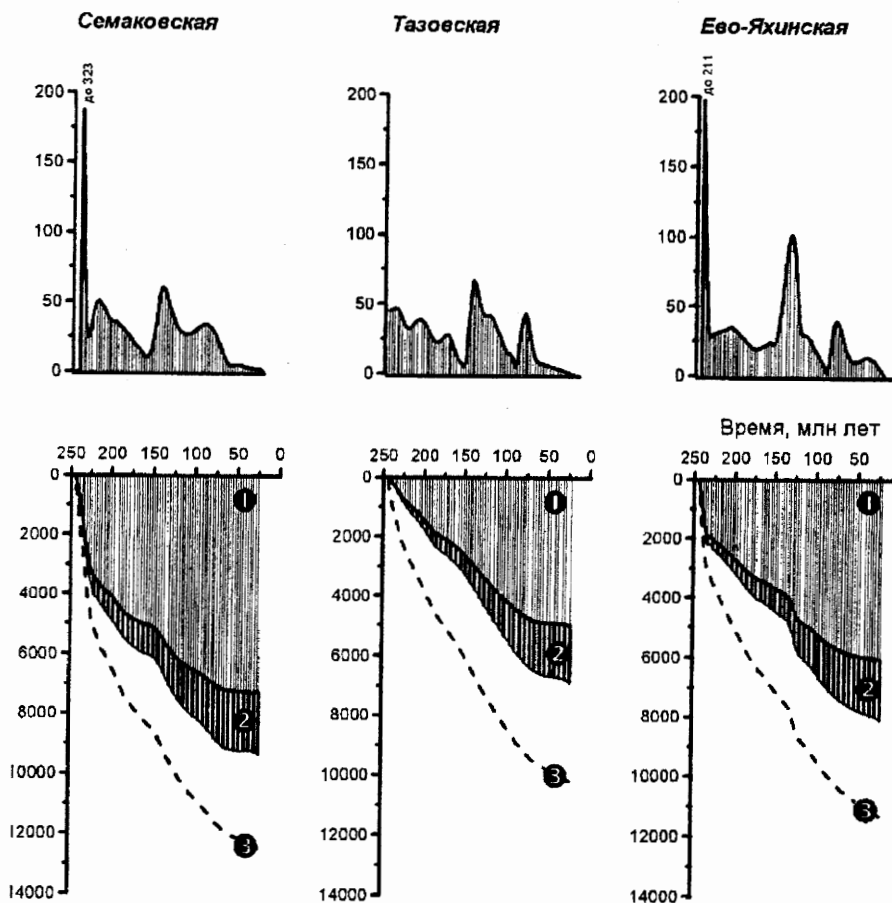 Семаковская Тазовская Ево-Яхинская
до 323 до 211
200 200 200
150 150 150
100 100 100
50 50 50
0 0 0
Время, млн лет
250 200 150 100 50 0 250 200 150 100 50 0 250 200 150 100 50
0 0 0
1 1 1
2000 2000 2000
4000 4000 4000
6000 6000 6000
2 2 2
8000 8000 8000
10000 10000 10000
3 3 3
12000 12000 12000
14000 14000 14000